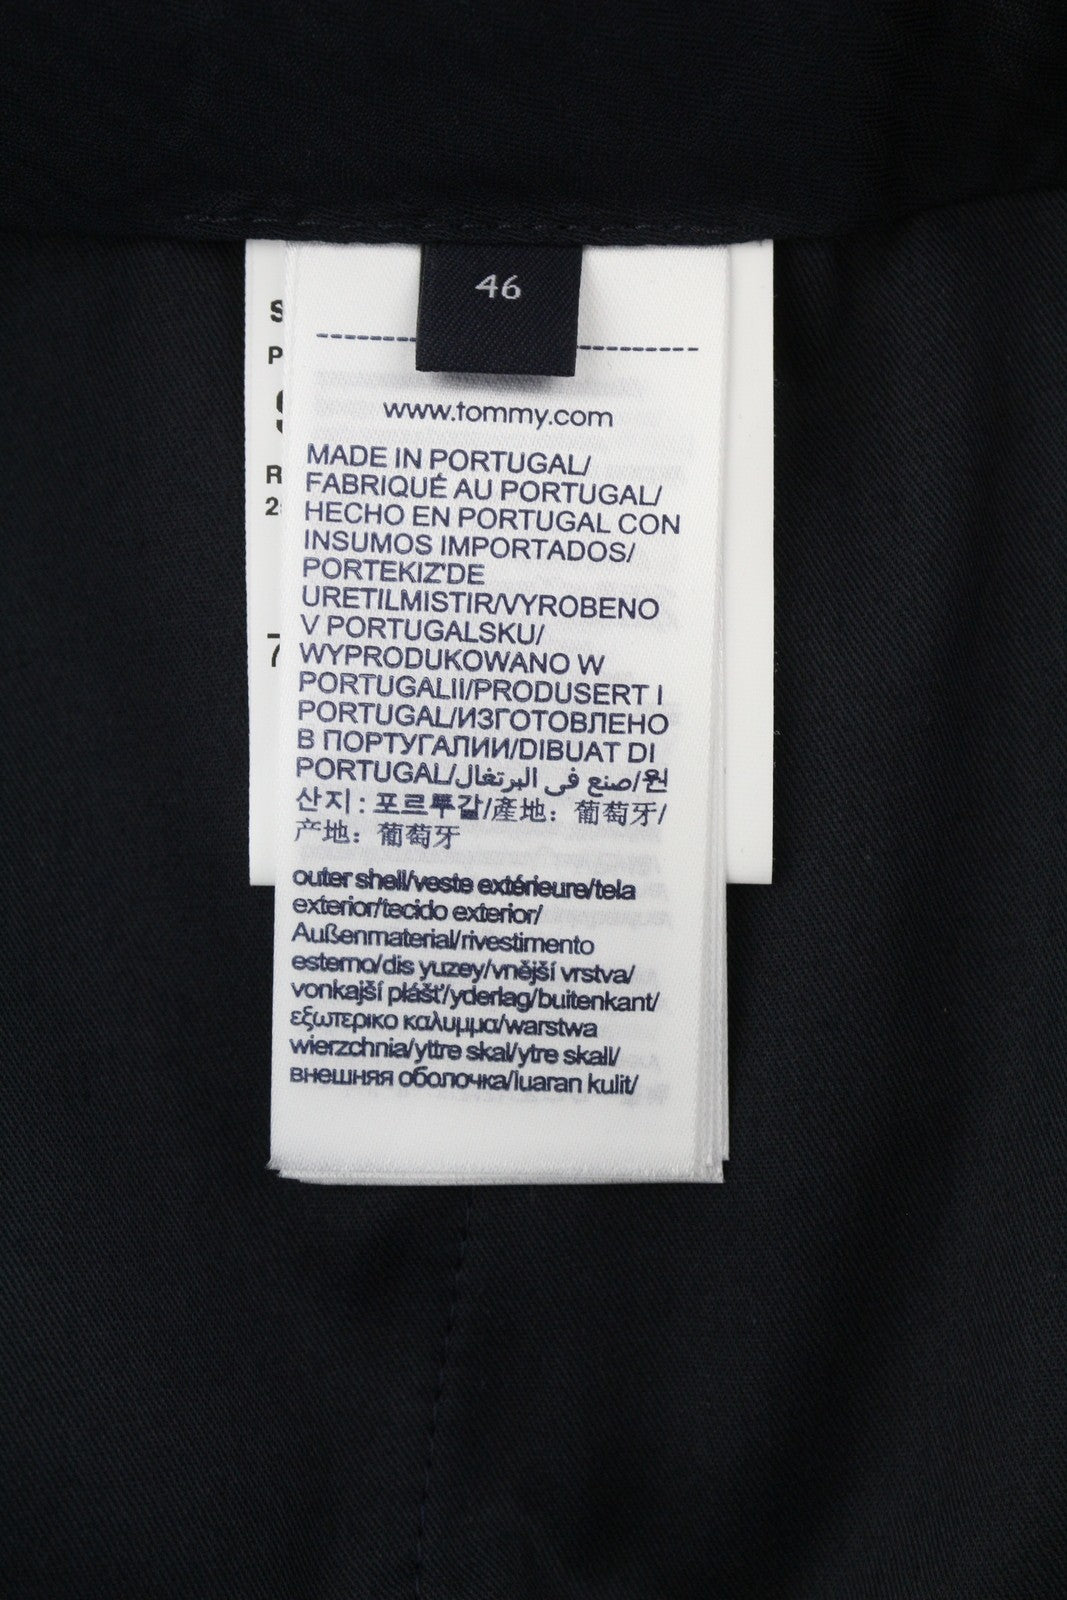 46
www.tommy.com
MADE IN PORTUGAL/
FABRIQUÉ AU PORTUGAL/
HECHO EN PORTUGAL CON
INSUMOS IMPORTADOS/
PORTEKIZ'DE
URETILMISTIR/VYROBENO
V PORTUGALSKU/
WYPRODUKOWANO W
PORTUGALII/PRODUSERT I
PORTUGAL/ИЗГОТОВЛЕНО
В ПОРТУГАЛИИ/DIBUAT DI
PORTUGAL/صنع في البرتغال/원
산지 : 포르투갈/產地：葡萄牙/
产地：葡萄牙
outer shell/veste extérieure/tela
exterior/tecido exterior/
Außenmaterial/rivestimento
esterno/dis yuzey/vnější vrstva/
vonkajší plášť/yderlag/buitenkant/
εξωτερικο καλυμμα/warstwa
wierzchnia/yttre skal/ytre skall/
внешняя оболочка/luaran kulit/